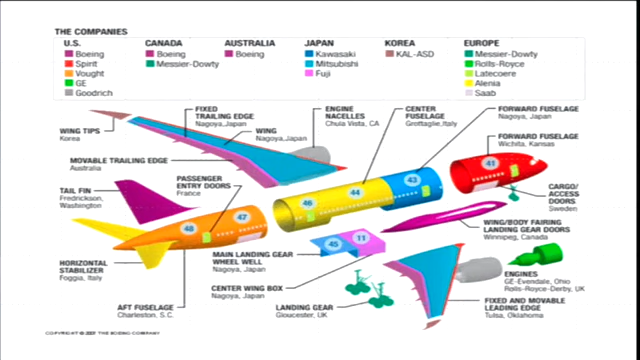 THE COMPANIES
U.S.
Boeing
Spirit
Vought
GE
Goodrich
CANADA
Boeing
Messier-Dowty
AUSTRALIA
Boeing
JAPAN
Kawasaki
Mitsubishi
Fuji
KOREA
KAL-ASD
EUROPE
Messier-Dowty
Rolls-Royce
Latecoere
Alenia
Saab
FIXED
TRAILING EDGE
Nagoya, Japan
ENGINE
NACELLES
Chula Vista, CA
CENTER
FUSELAGE
Grottaglie, Italy
FORWARD FUSELAGE
Nagoya, Japan
WING TIPS
Korea
WING
Nagoya, Japan
FORWARD FUSELAGE
Wichita, Kansas
MOVABLE TRAILING EDGE
Australia
PASSENGER
ENTRY DOORS
France
41
43
44
46
CARGO/
ACCESS
DOORS
Sweden
TAIL FIN
Fredrickson,
Washington
47
48
WING/BODY FAIRING
LANDING GEAR DOORS
Winnipeg, Canada
45
11
MAIN LANDING GEAR
WHEEL WELL
Nagoya, Japan
HORIZONTAL
STABILIZER
Foggia, Italy
CENTER WING BOX
Nagoya, Japan
ENGINES
GE-Evendale, Ohio
Rolls-Royce-Derby, UK
AFT FUSELAGE
Charleston, S.C.
LANDING GEAR
Gloucester, UK
FIXED AND MOVABLE
LEADING EDGE
Tulsa, Oklahoma
COPYRIGHT © 2007 THE BOEING COMPANY